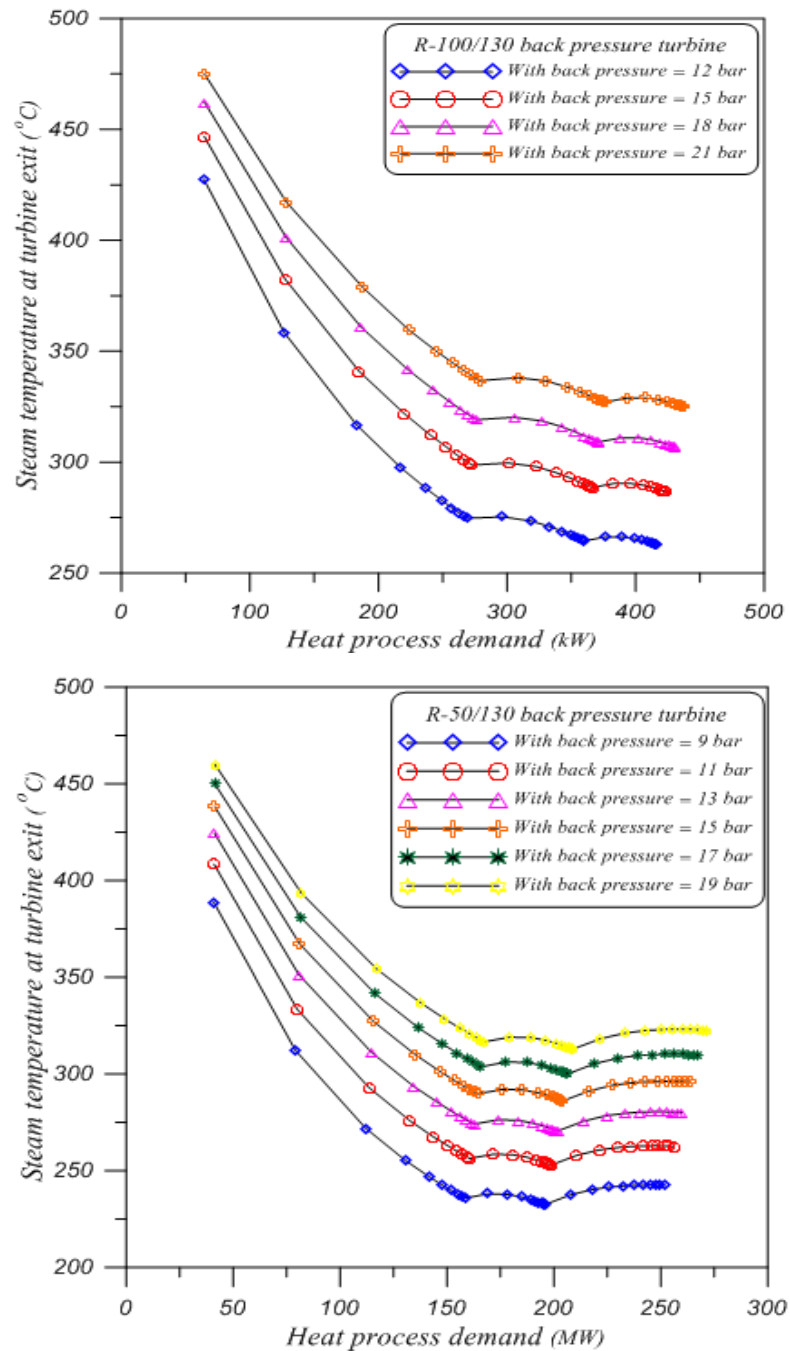 500
450
400
350
300
250
Steam temperature at turbine exit (°C)
R-100/130 back pressure turbine
With back pressure = 12 bar
With back pressure = 15 bar
With back pressure = 18 bar
With back pressure = 21 bar
0 100 200 300 400 500
Heat process demand (kW)
500
450
400
350
300
250
200
Steam temperature at turbine exit (°C)
R-50/130 back pressure turbine
With back pressure = 9 bar
With back pressure = 11 bar
With back pressure = 13 bar
With back pressure = 15 bar
With back pressure = 17 bar
With back pressure = 19 bar
0 50 100 150 200 250 300
Heat process demand (MW)